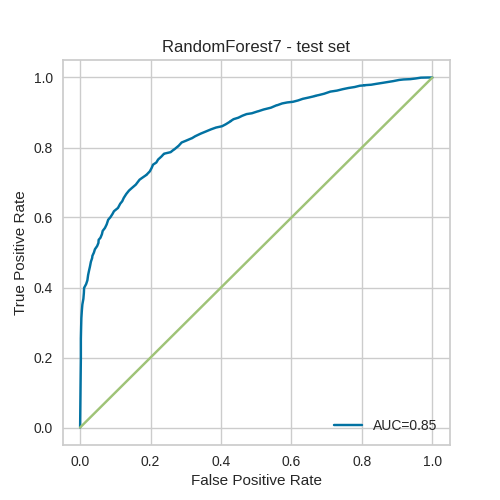 RandomForest7 - test set
True Positive Rate
1.0
0.8
0.6
0.4
0.2
0.0
AUC=0.85
0.0 0.2 0.4 0.6 0.8 1.0
False Positive Rate